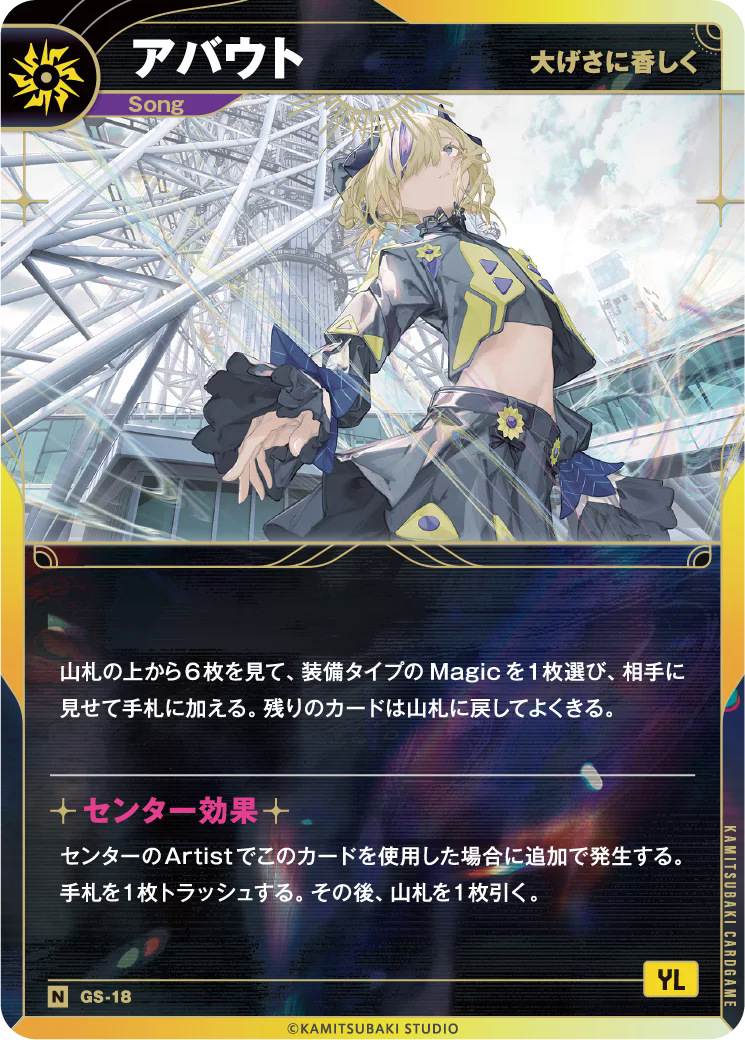 アバウト
大げさに香しく
Song
山札の上から6枚を見て、装備タイプのMagicを1枚選び、相手に
見せて手札に加える。残りのカードは山札に戻してよくきる。
センター効果
センターのArtistでこのカードを使用した場合に追加で発生する。
手札を1枚トラッシュする。その後、山札を1枚引く。
KAMITSUBAKI CARDGAME
YL
N GS-18
©KAMITSUBAKI STUDIO